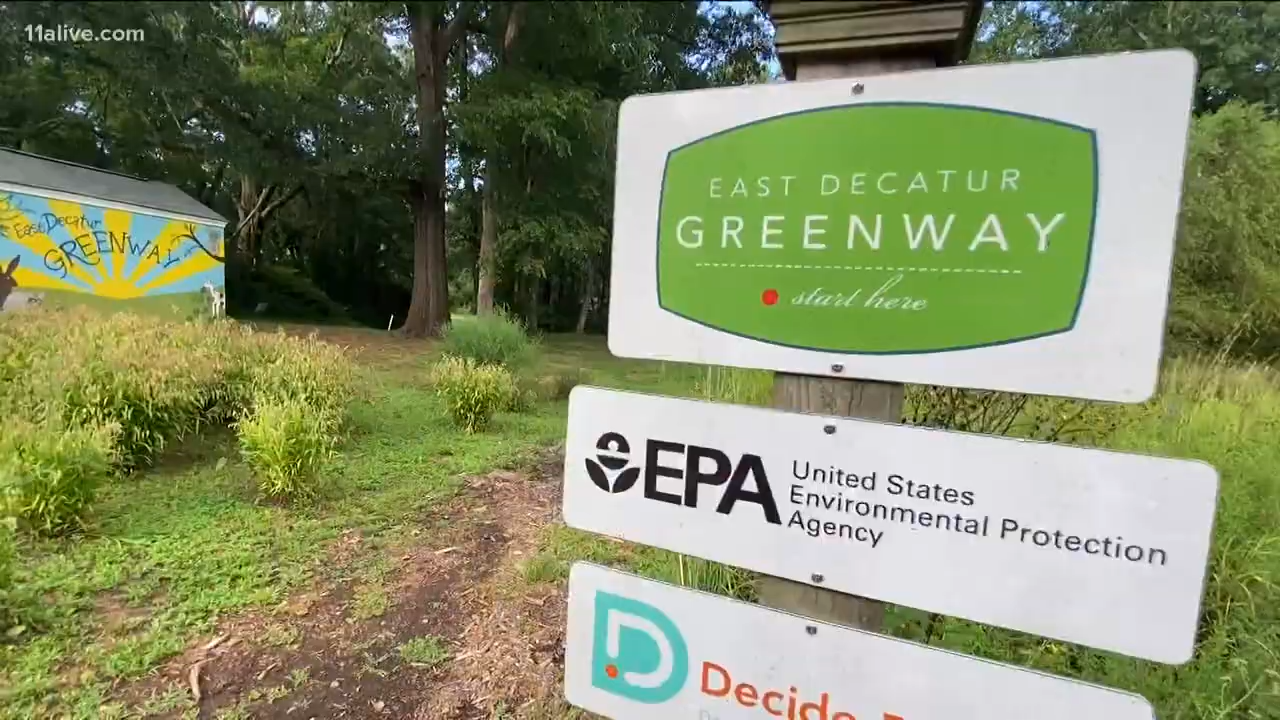 11alive.com
East Decatur
GREENWAY
EAST DECATUR
GREENWAY
start here
EPA
United States
Environmental Protection
Agency
D
Decide